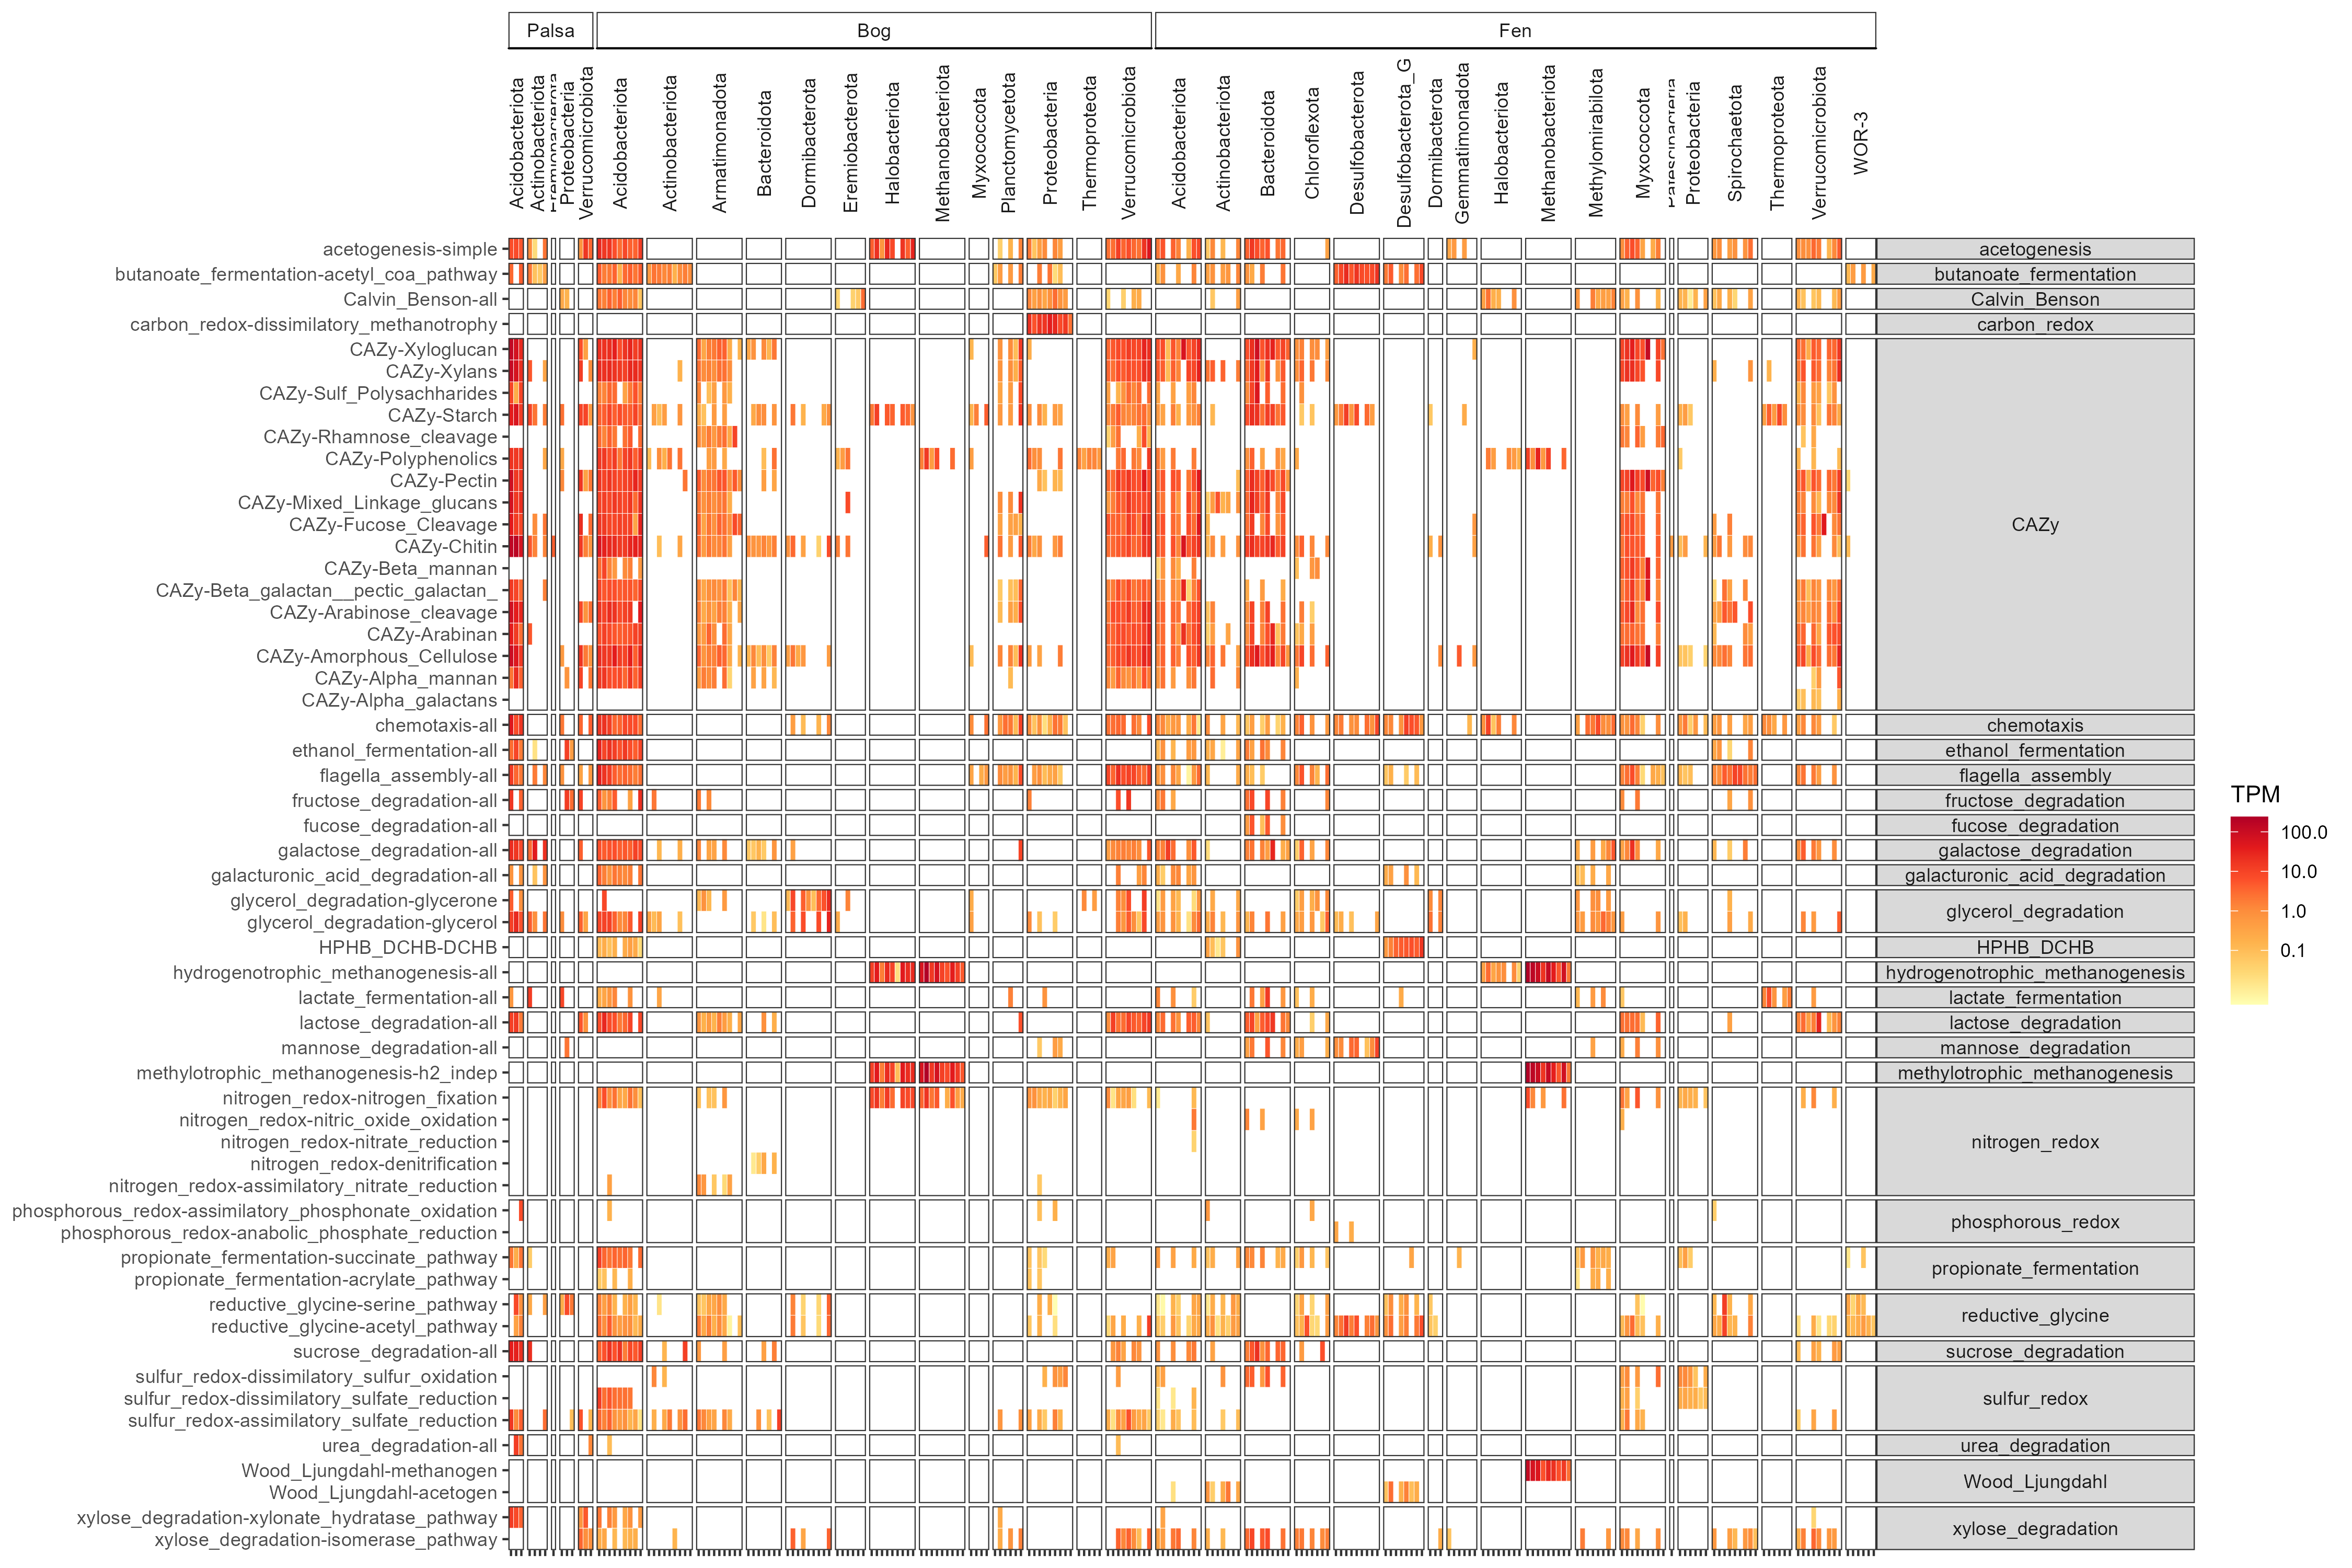 Palsa
Bog
Fen
Acidobacteriota
Actinobacteriota
Proteobacteria
Verrucomicrobiota
Acidobacteriota
Actinobacteriota
Armatimonadota
Bacteroidota
Dormibacterota
Eremiobacterota
Halobacteriota
Methanobacteriota
Myxococcota
Planctomycetota
Proteobacteria
Thermoproteota
Verrucomicrobiota
Acidobacteriota
Actinobacteriota
Bacteroidota
Chloroflexota
Desulfobacterota
Desulfobacterota_G
Dormibacterota
Gemmatimonadota
Halobacteriota
Methanobacteriota
Methylomirabilota
Myxococcota
Proteobacteria
Spirochaetota
Thermoproteota
Verrucomicrobiota
WOR-3
acetogenesis-simple
butanoate_fermentation-acetyl_coa_pathway
Calvin_Benson-all
carbon_redox-dissimilatory_methanotrophy
CAZy-Xyloglucan
CAZy-Xylans
CAZy-Sulf_Polysachharides
CAZy-Starch
CAZy-Rhamnose_cleavage
CAZy-Polyphenolics
CAZy-Pectin
CAZy-Mixed_Linkage_glucans
CAZy-Fucose_Cleavage
CAZy-Chitin
CAZy-Beta_mannan
CAZy-Beta_galactan__pectic_galactan_
CAZy-Arabinose_cleavage
CAZy-Arabinan
CAZy-Amorphous_Cellulose
CAZy-Alpha_mannan
CAZy-Alpha_galactans
chemotaxis-all
ethanol_fermentation-all
flagella_assembly-all
fructose_degradation-all
fucose_degradation-all
galactose_degradation-all
galacturonic_acid_degradation-all
glycerol_degradation-glycerone
glycerol_degradation-glycerol
HPHB_DCHB-DCHB
hydrogenotrophic_methanogenesis-all
lactate_fermentation-all
lactose_degradation-all
mannose_degradation-all
methylotrophic_methanogenesis-h2_indep
nitrogen_redox-nitrogen_fixation
nitrogen_redox-nitric_oxide_oxidation
nitrogen_redox-nitrate_reduction
nitrogen_redox-denitrification
nitrogen_redox-assimilatory_nitrate_reduction
phosphorous_redox-assimilatory_phosphonate_oxidation
phosphorous_redox-anabolic_phosphate_reduction
propionate_fermentation-succinate_pathway
propionate_fermentation-acrylate_pathway
reductive_glycine-serine_pathway
reductive_glycine-acetyl_pathway
sucrose_degradation-all
sulfur_redox-dissimilatory_sulfur_oxidation
sulfur_redox-dissimilatory_sulfate_reduction
sulfur_redox-assimilatory_sulfate_reduction
urea_degradation-all
Wood_Ljungdahl-methanogen
Wood_Ljungdahl-acetogen
xylose_degradation-xylonate_hydratase_pathway
xylose_degradation-isomerase_pathway
acetogenesis
butanoate_fermentation
Calvin_Benson
carbon_redox
CAZy
chemotaxis
ethanol_fermentation
flagella_assembly
fructose_degradation
fucose_degradation
galactose_degradation
galacturonic_acid_degradation
glycerol_degradation
HPHB_DCHB
hydrogenotrophic_methanogenesis
lactate_fermentation
lactose_degradation
mannose_degradation
methylotrophic_methanogenesis
nitrogen_redox
phosphorous_redox
propionate_fermentation
reductive_glycine
sucrose_degradation
sulfur_redox
urea_degradation
Wood_Ljungdahl
xylose_degradation
TPM
100.0
10.0
1.0
0.1